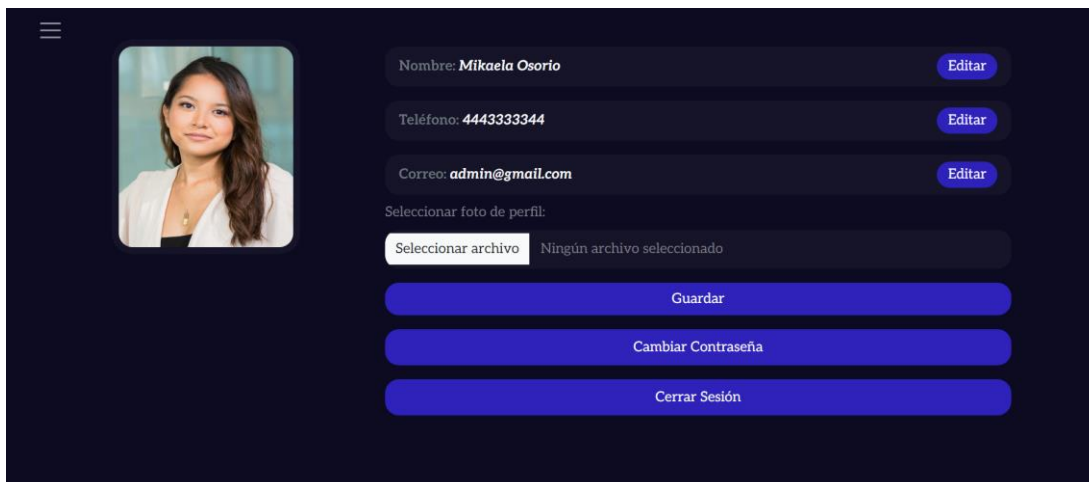 Nombre: Mikaela Osorio Editar
Teléfono: 4443333344 Editar
Correo: admin@gmail.com Editar
Seleccionar foto de perfil:
Seleccionar archivo Ningún archivo seleccionado
Guardar
Cambiar Contraseña
Cerrar Sesión